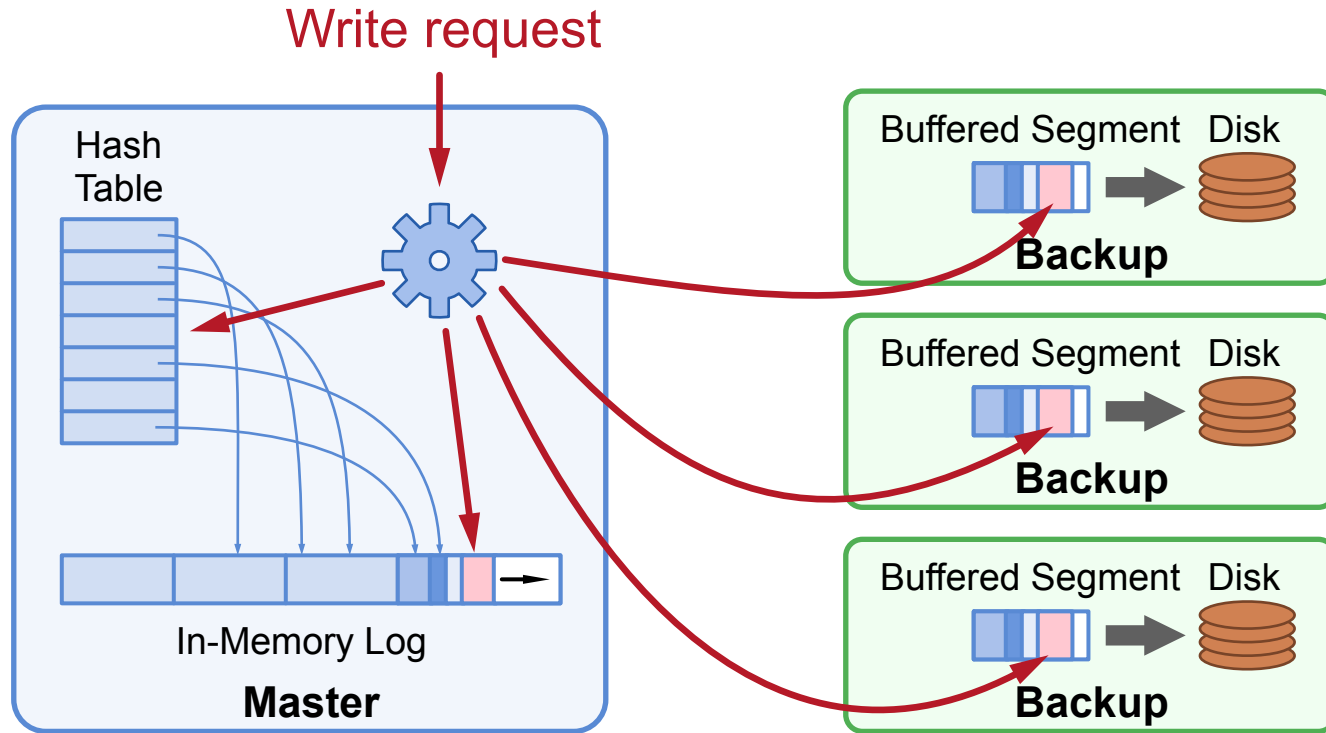 Write request
Hash
Table
In-Memory Log
Master
Buffered Segment
Disk
Backup
Buffered Segment
Disk
Backup
Buffered Segment
Disk
Backup